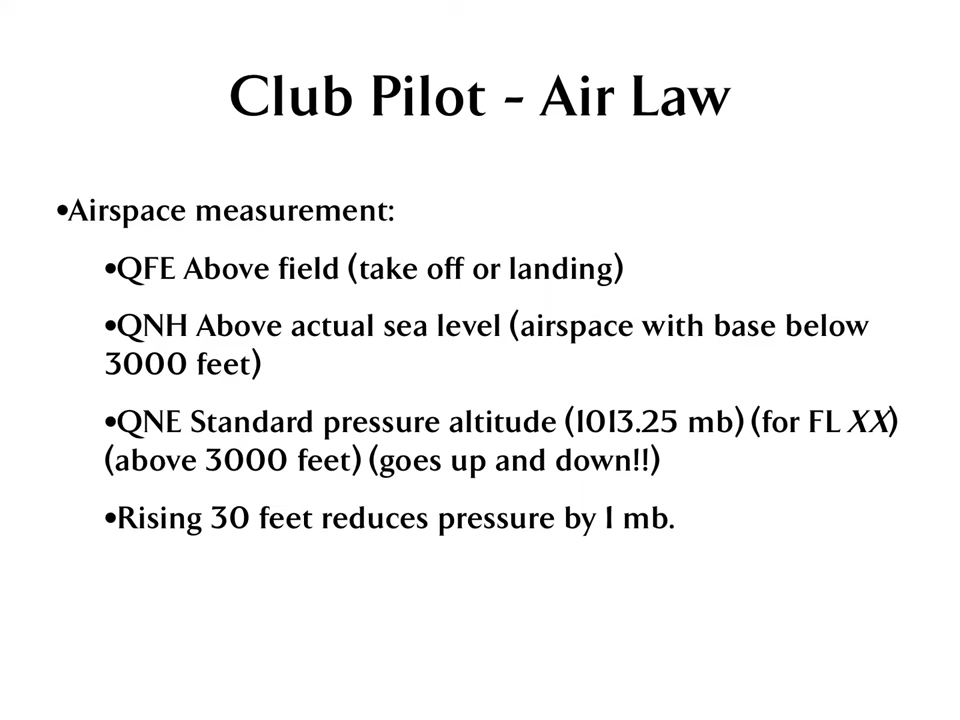 Club Pilot - Air Law
•Airspace measurement:
•QFE Above field (take off or landing)
•QNH Above actual sea level (airspace with base below
3000 feet)
•QNE Standard pressure altitude (1013.25 mb) (for FL XX)
(above 3000 feet) (goes up and down!!)
•Rising 30 feet reduces pressure by 1 mb.